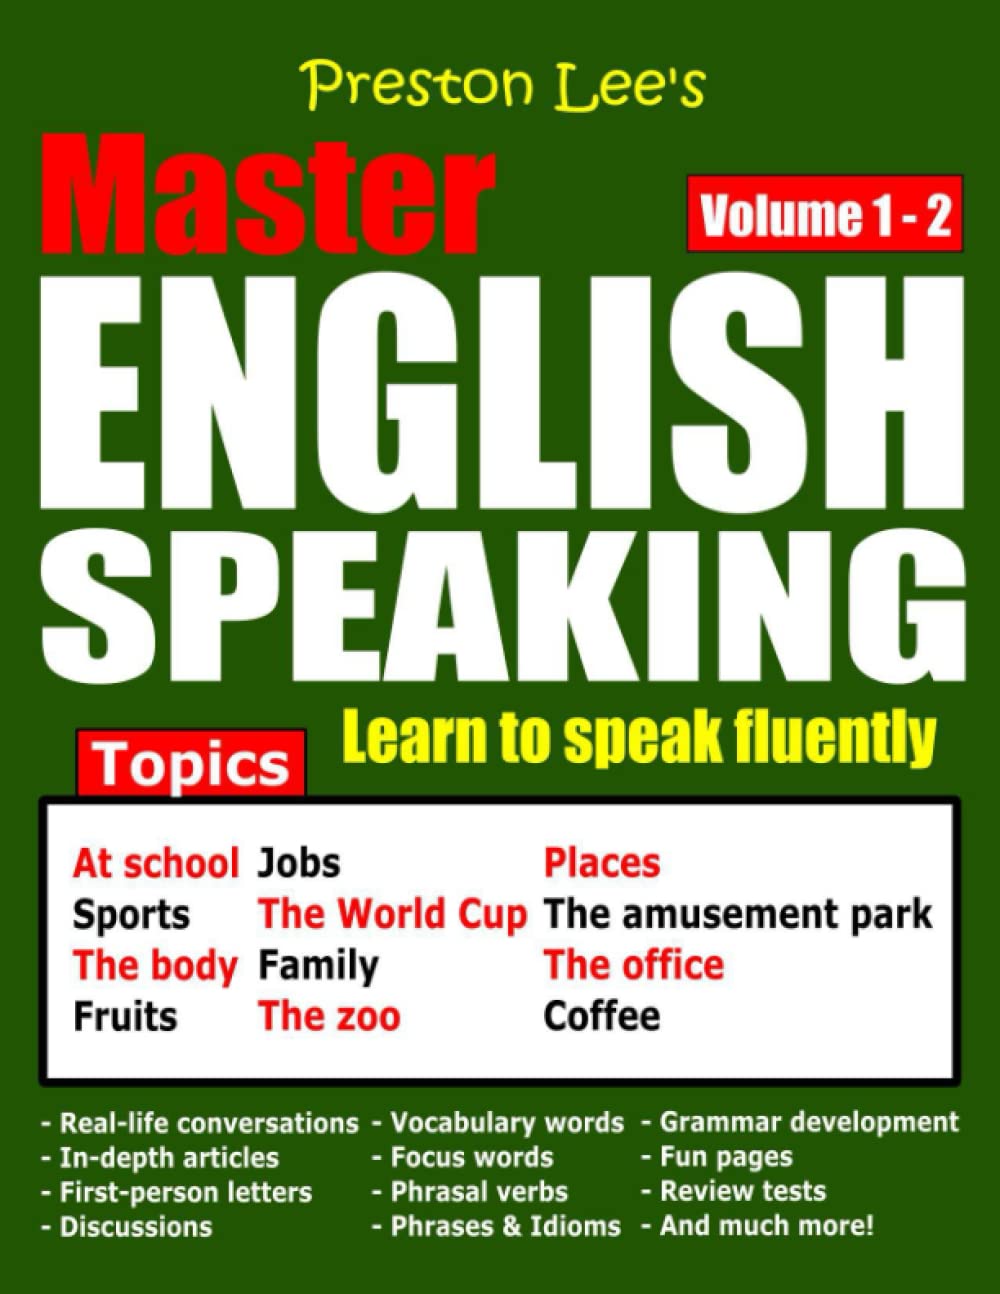 Preston Lee's
Master
Volume 1 - 2
ENGLISH
SPEAKING
Learn to speak fluently
Topics
At school Jobs Places
Sports The World Cup The amusement park
The body Family The office
Fruits The zoo Coffee
- Real-life conversations - Vocabulary words - Grammar development
- In-depth articles - Focus words - Fun pages
- First-person letters - Phrasal verbs - Review tests
- Discussions - Phrases & Idioms - And much more!